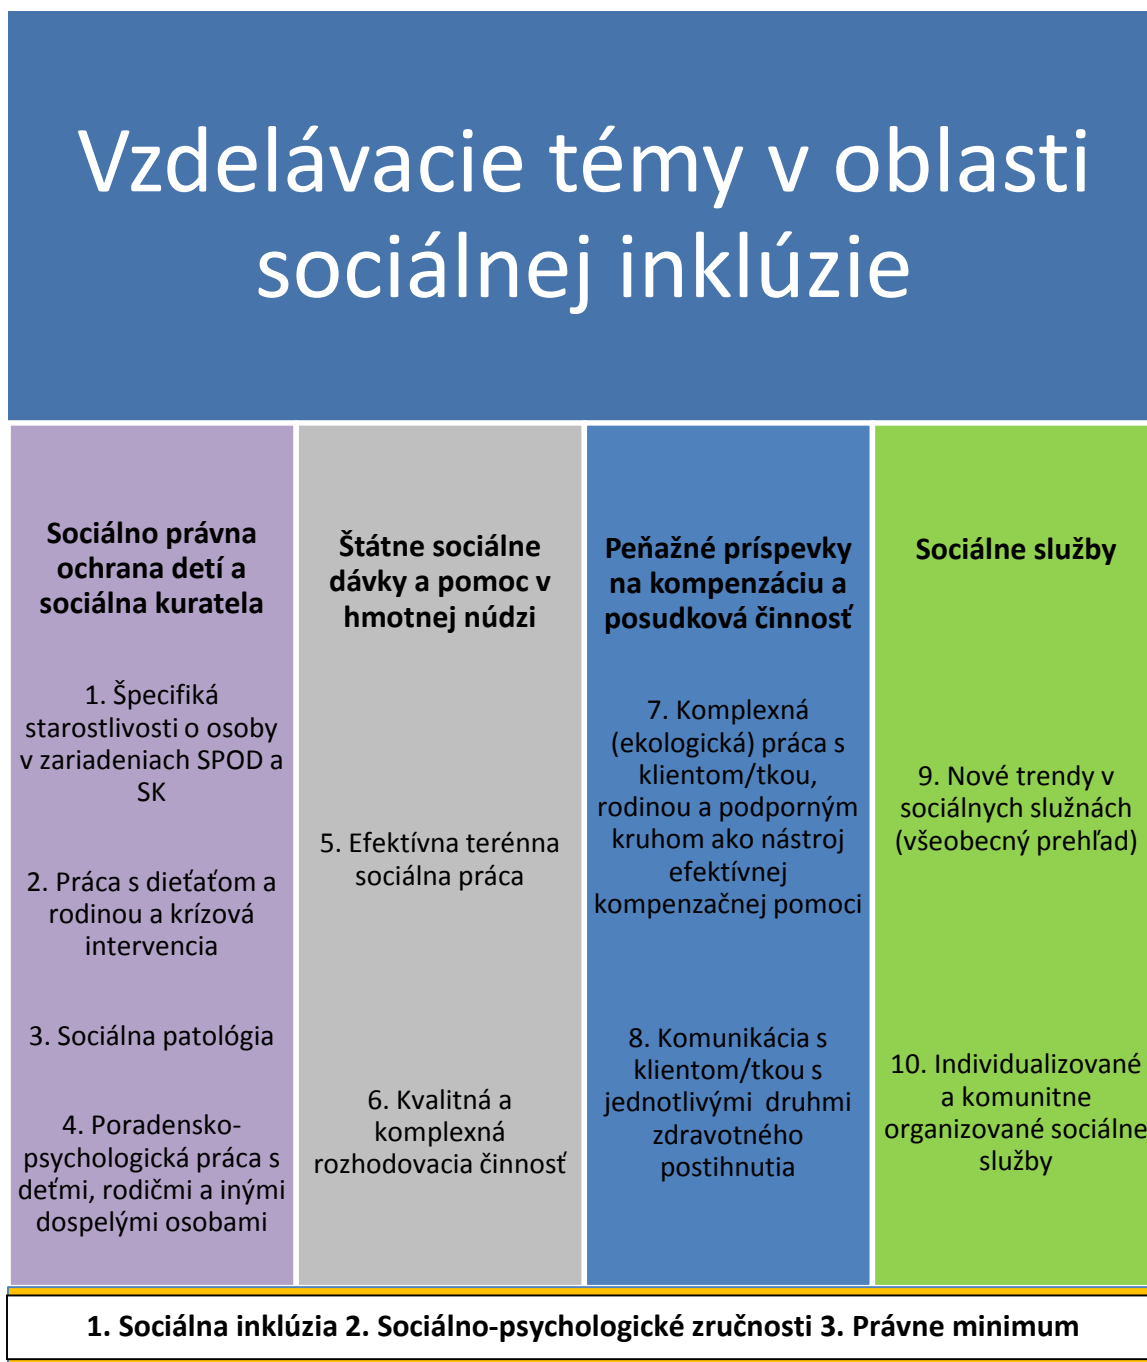 Vzdelávacie témy v oblasti
sociálnej inklúzie
Sociálno právna
ochrana detí a
sociálna kuratela
1. Špecifiká
starostlivosti o osoby
v zariadeniach SPOD a
SK
2. Práca s dieťaťom a
rodinou a krízová
intervencia
3. Sociálna patológia
4. Poradensko-
psychologická práca s
deťmi, rodičmi a inými
dospelými osobami
Štátne sociálne
dávky a pomoc v
hmotnej núdzi
5. Efektívna terénna
sociálna práca
6. Kvalitná a
komplexná
rozhodovacia činnosť
Peňažné príspevky
na kompenzáciu a
posudková činnosť
7. Komplexná
(ekologická) práca s
klientom/tkou,
rodinou a podporným
kruhom ako nástroj
efektívnej
kompenzačnej pomoci
8. Komunikácia s
klientom/tkou s
jednotlivými druhmi
zdravotného
postihnutia
Sociálne služby
9. Nové trendy v
sociálnych službách
(všeobecný prehľad)
10. Individualizované
a komunitne
organizované sociálne
služby
1. Sociálna inklúzia 2. Sociálno-psychologické zručnosti 3. Právne minimum